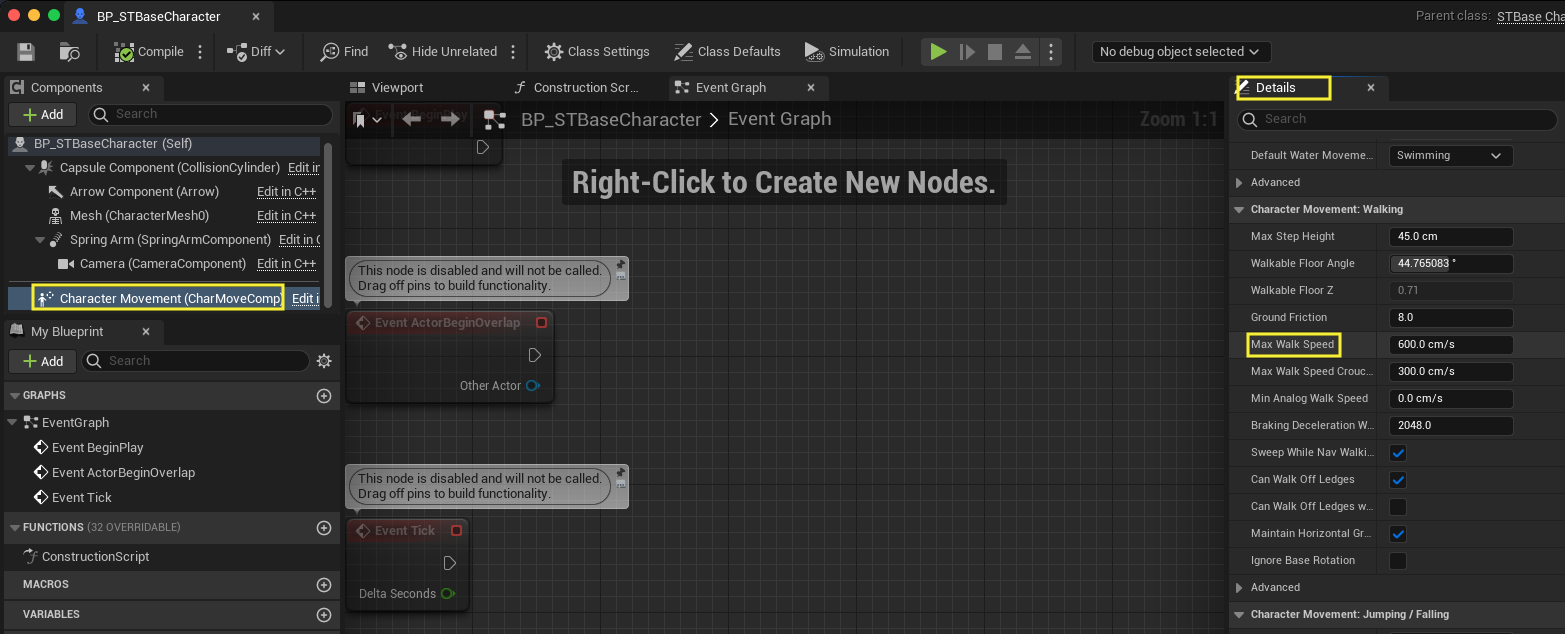 BP_STBaseCharacter
Parent class: STBase Cha
Compile
Diff
Find
Hide Unrelated
Class Settings
Class Defaults
Simulation
No debug object selected
Components
Add
Search
BP_STBaseCharacter (Self)
Capsule Component (CollisionCylinder) Edit in
Arrow Component (Arrow) Edit in C++
Mesh (CharacterMesh0) Edit in C++
Spring Arm (SpringArmComponent) Edit in C
Camera (CameraComponent) Edit in C++
Character Movement (CharMoveComp) Edit i
My Blueprint
Add
Search
GRAPHS
EventGraph
Event BeginPlay
Event ActorBeginOverlap
Event Tick
FUNCTIONS (32 OVERRIDABLE)
ConstructionScript
MACROS
VARIABLES
Viewport
Construction Scr...
Event Graph
Event BeginPlay
BP_STBaseCharacter > Event Graph
Zoom 1:1
Right-Click to Create New Nodes.
This node is disabled and will not be called.
Drag off pins to build functionality.
Event ActorBeginOverlap
Other Actor
This node is disabled and will not be called.
Drag off pins to build functionality.
Event Tick
Delta Seconds
Details
Search
Default Water Moveme... Swimming
Advanced
Character Movement: Walking
Max Step Height 45.0 cm
Walkable Floor Angle 44.765083 °
Walkable Floor Z 0.71
Ground Friction 8.0
Max Walk Speed 600.0 cm/s
Max Walk Speed Crouc... 300.0 cm/s
Min Analog Walk Speed 0.0 cm/s
Braking Deceleration W... 2048.0
Sweep While Nav Walki...
Can Walk Off Ledges
Can Walk Off Ledges w...
Maintain Horizontal Gr...
Ignore Base Rotation
Advanced
Character Movement: Jumping / Falling